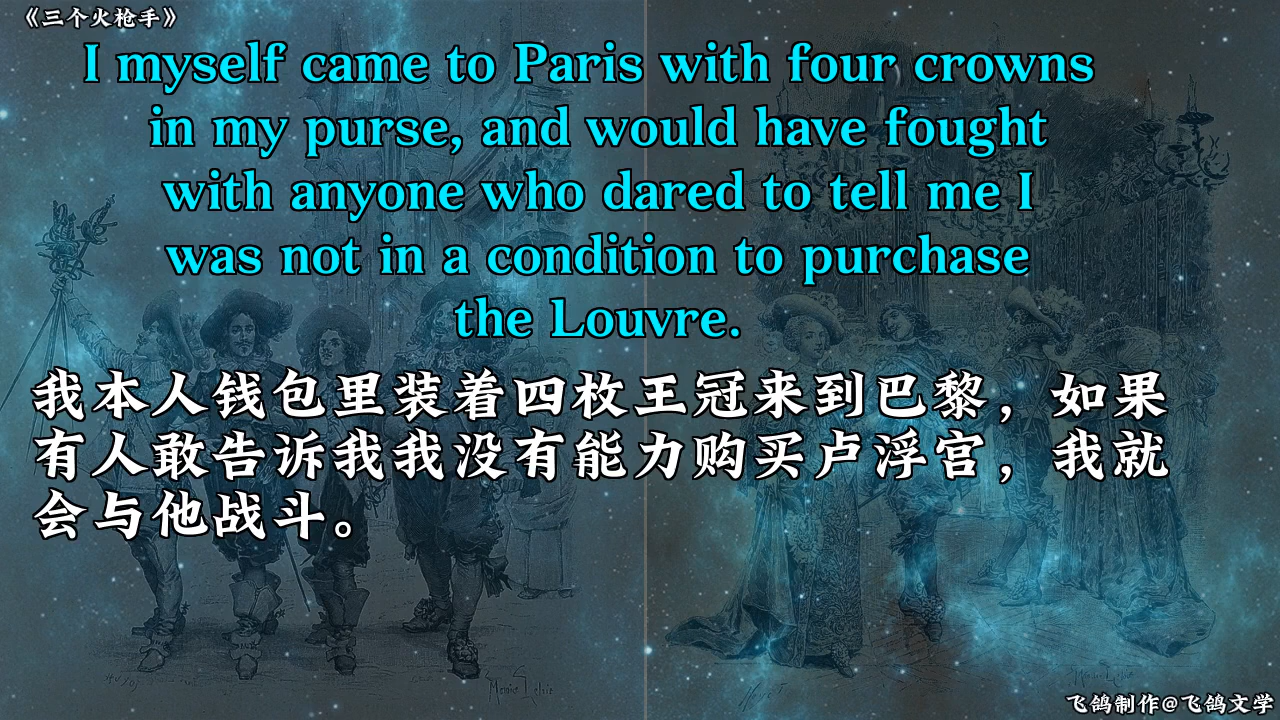 《三个火枪手》
I myself came to Paris with four crowns
in my purse, and would have fought
with anyone who dared to tell me I
was not in a condition to purchase
the Louvre.
我本人钱包里装着四枚王冠来到巴黎，如果
有人敢告诉我我没有能力购买卢浮宫，我就
会与他战斗。
飞鸽制作@飞鸽文学